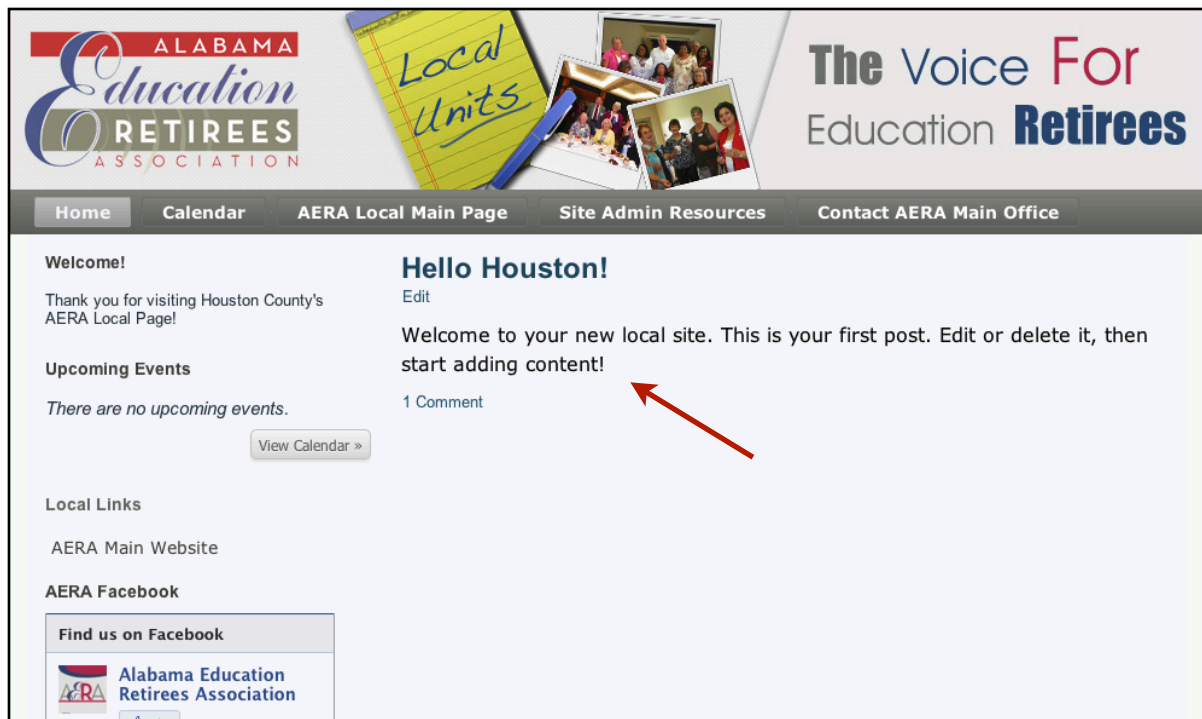 ALABAMA
Education
RETIREES
ASSOCIATION
Local
Units
The Voice For
Education Retirees
Home Calendar AERA Local Main Page Site Admin Resources Contact AERA Main Office
Welcome!
Thank you for visiting Houston County's
AERA Local Page!
Upcoming Events
There are no upcoming events.
View Calendar »
Local Links
AERA Main Website
AERA Facebook
Find us on Facebook
AERA
Alabama Education
Retirees Association
Hello Houston!
Edit
Welcome to your new local site. This is your first post. Edit or delete it, then
start adding content!
1 Comment